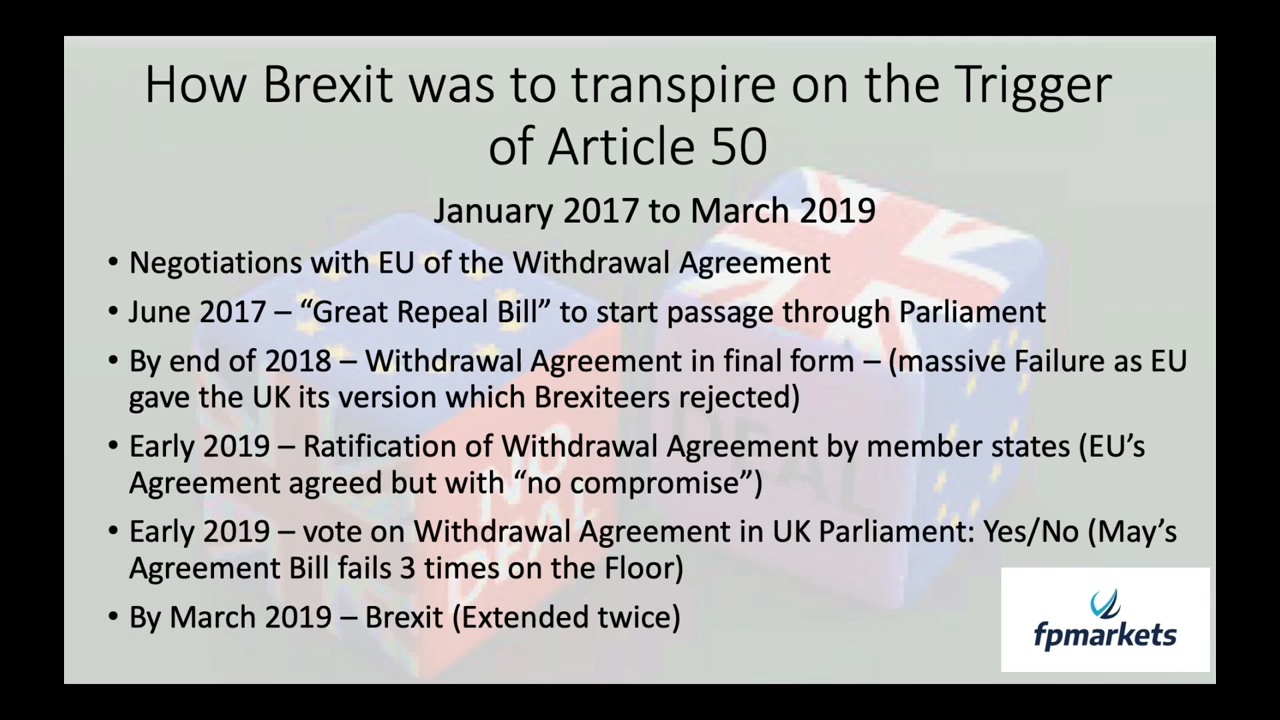 How Brexit was to transpire on the Trigger
of Article 50
January 2017 to March 2019
• Negotiations with EU of the Withdrawal Agreement
• June 2017 – “Great Repeal Bill” to start passage through Parliament
• By end of 2018 – Withdrawal Agreement in final form – (massive Failure as EU
gave the UK its version which Brexiteers rejected)
• Early 2019 – Ratification of Withdrawal Agreement by member states (EU’s
Agreement agreed but with “no compromise”)
• Early 2019 – vote on Withdrawal Agreement in UK Parliament: Yes/No (May’s
Agreement Bill fails 3 times on the Floor)
• By March 2019 – Brexit (Extended twice)
NO
DEAL
DEAL
fpmarkets